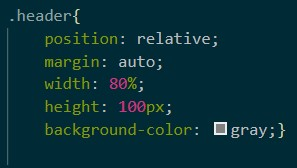 .header{
    position: relative;
    margin: auto;
    width: 80%;
    height: 100px;
    background-color: gray;}